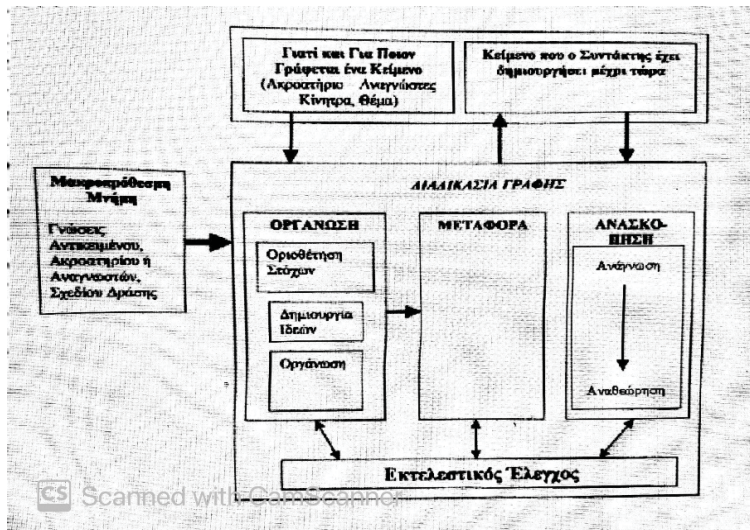 Γιατί και Για Ποιον
Γράφεται ένα Κείμενο
(Ακροατήριο Αναγνώστες
Κίνητρα, Θέμα)
Κείμενο που ο Συντάκτης έχει
δημιουργήσει μέχρι τώρα
Μακροπρόθεσμη
Μνήμη
Γνώσεις
Αντικειμένου,
Ακροατηρίου ή
Αναγνωστών,
Σχεδίου Δράσης
ΔΙΑΔΙΚΑΣΙΑ ΓΡΑΦΗΣ
ΟΡΓΑΝΩΣΗ
Οριοθέτηση
Στόχων
Δημιουργία
Ιδεών
Οργάνωση
ΜΕΤΑΦΟΡΑ
ΑΝΑΣΚΟ-
ΠΗΣΗ
Ανάγνωση
Αναθεώρηση
Εκτελεστικός Έλεγχος
CS Scanned with CamScanner